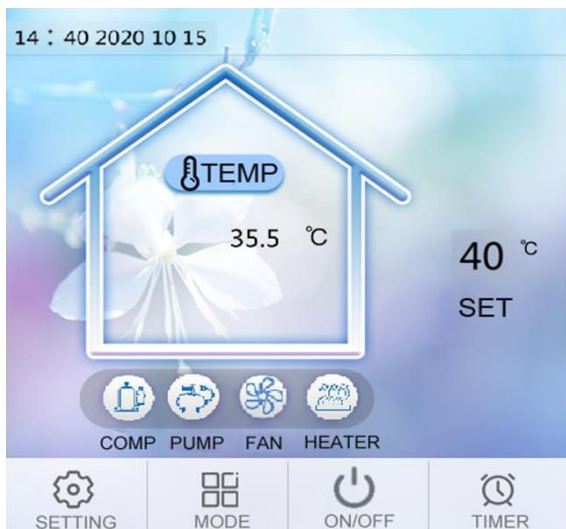 14：40 2020 10 15
TEMP
35.5 ℃
40 ℃
SET
COMP PUMP FAN HEATER
SETTING MODE ON/OFF TIMER